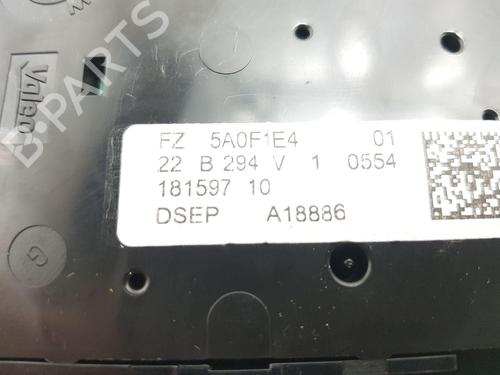 Valeo
B-PARTS
FZ 5A0F1E4 01
22 B 294 V 1 0554
181597 10
DSEP A18886
G